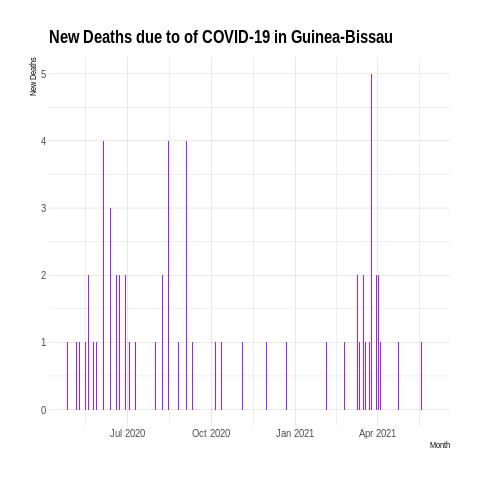 New Deaths due to of COVID-19 in Guinea-Bissau
New Deaths
5
4
3
2
1
0
Jul 2020 Oct 2020 Jan 2021 Apr 2021
Month